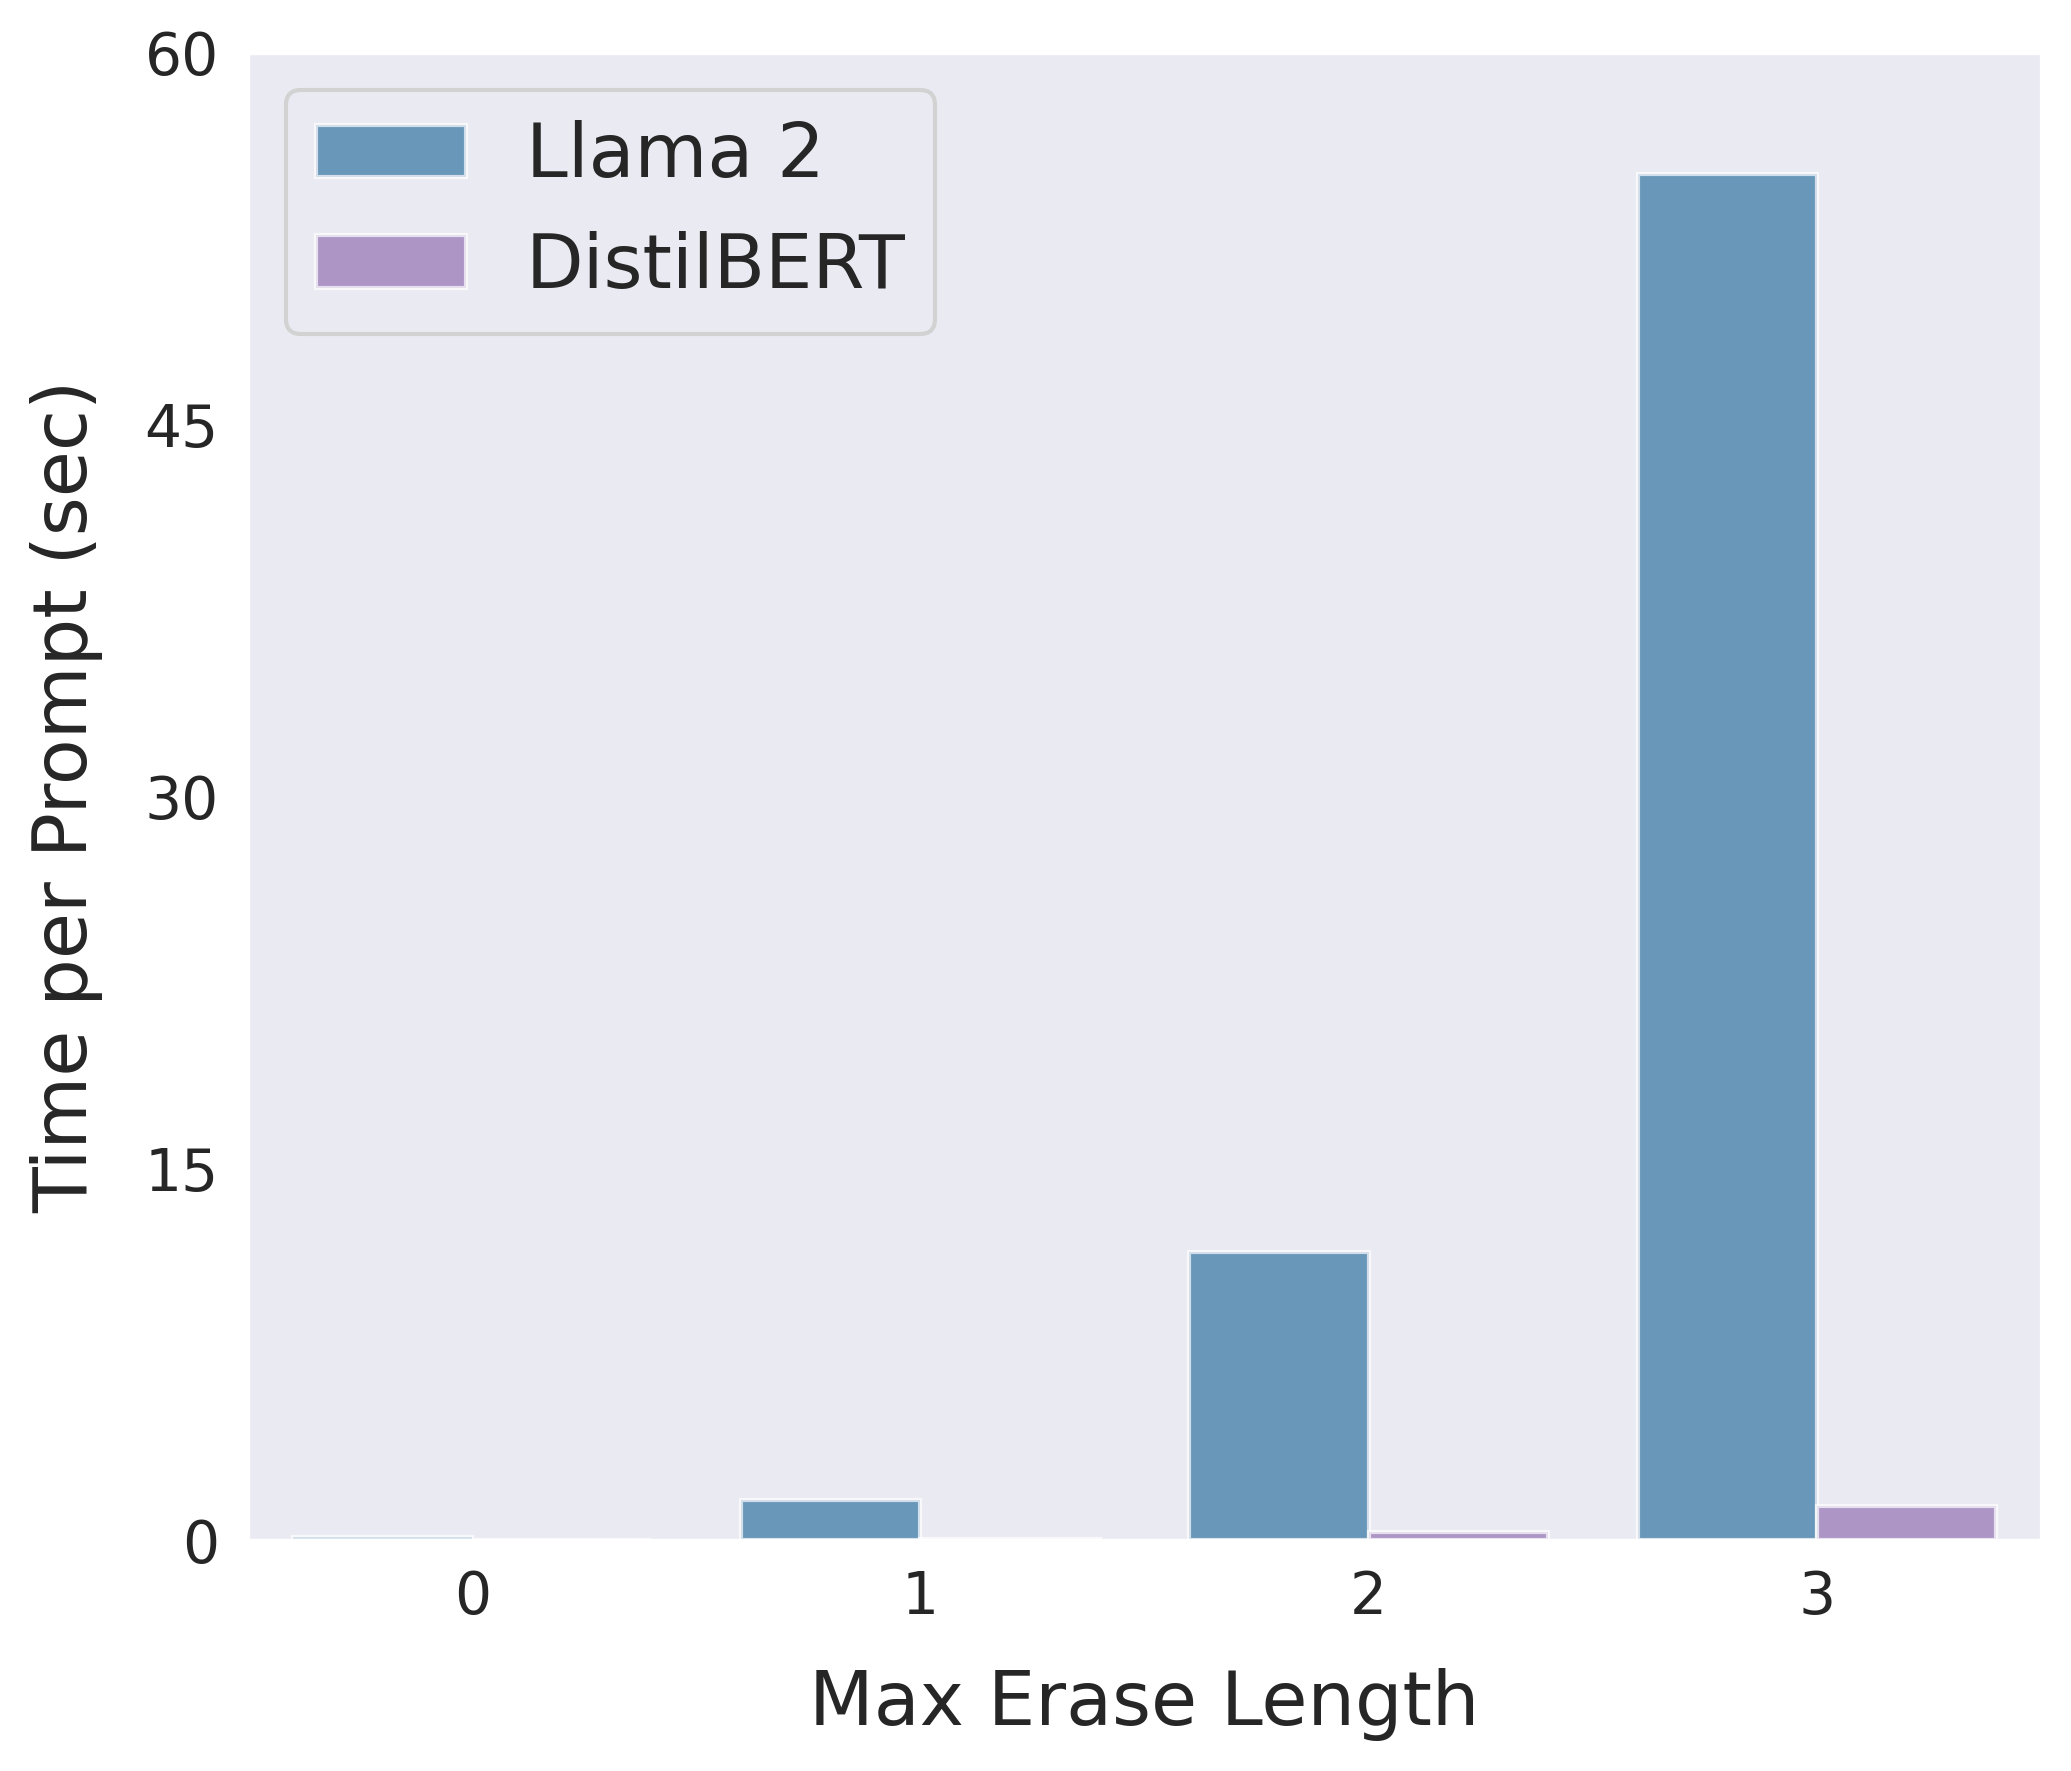 60
45
30
15
0
Time per Prompt (sec)
Llama 2
DistilBERT
0 1 2 3
Max Erase Length